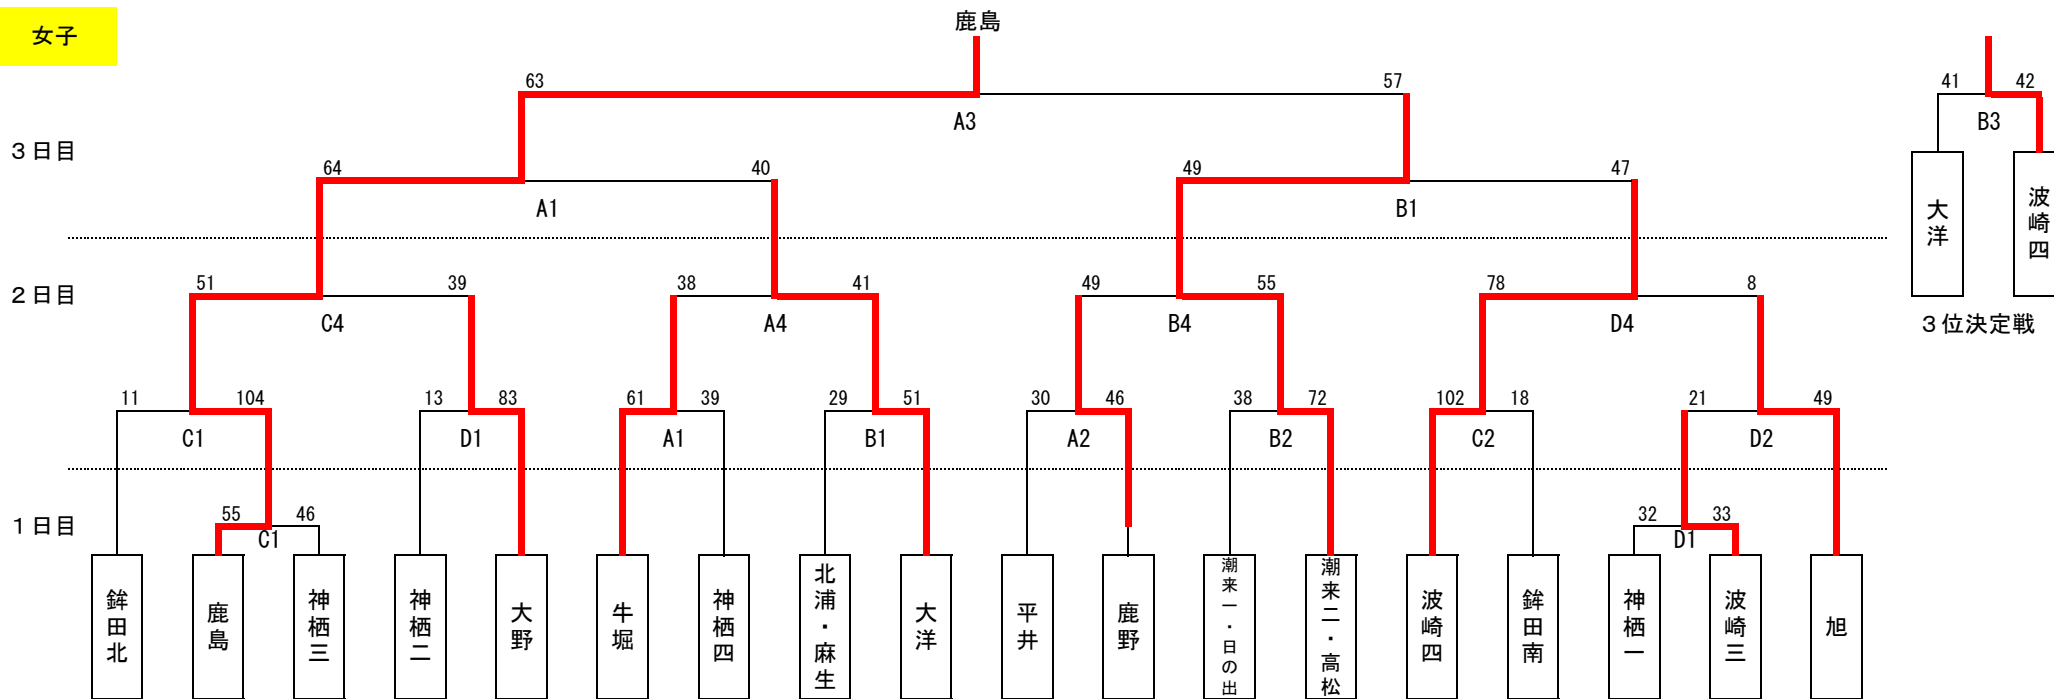 女子
鹿島
63
57
41
42
A3
B3
3日目
64
40
49
47
A1
B1
大洋
波崎四
2日目
51
39
38
41
49
55
78
8
C4
A4
B4
D4
3位決定戦
11
104
13
83
61
39
29
51
30
46
38
72
102
18
21
49
C1
D1
A1
B1
A2
B2
C2
D2
1日目
55
46
32
33
C1
D1
鉾田北
鹿島
神栖三
神栖二
大野
牛堀
神栖四
北浦・麻生
大洋
平井
鹿野
潮来一・日の出
潮来二・高松
波崎四
鉾田南
神栖一
波崎三
旭